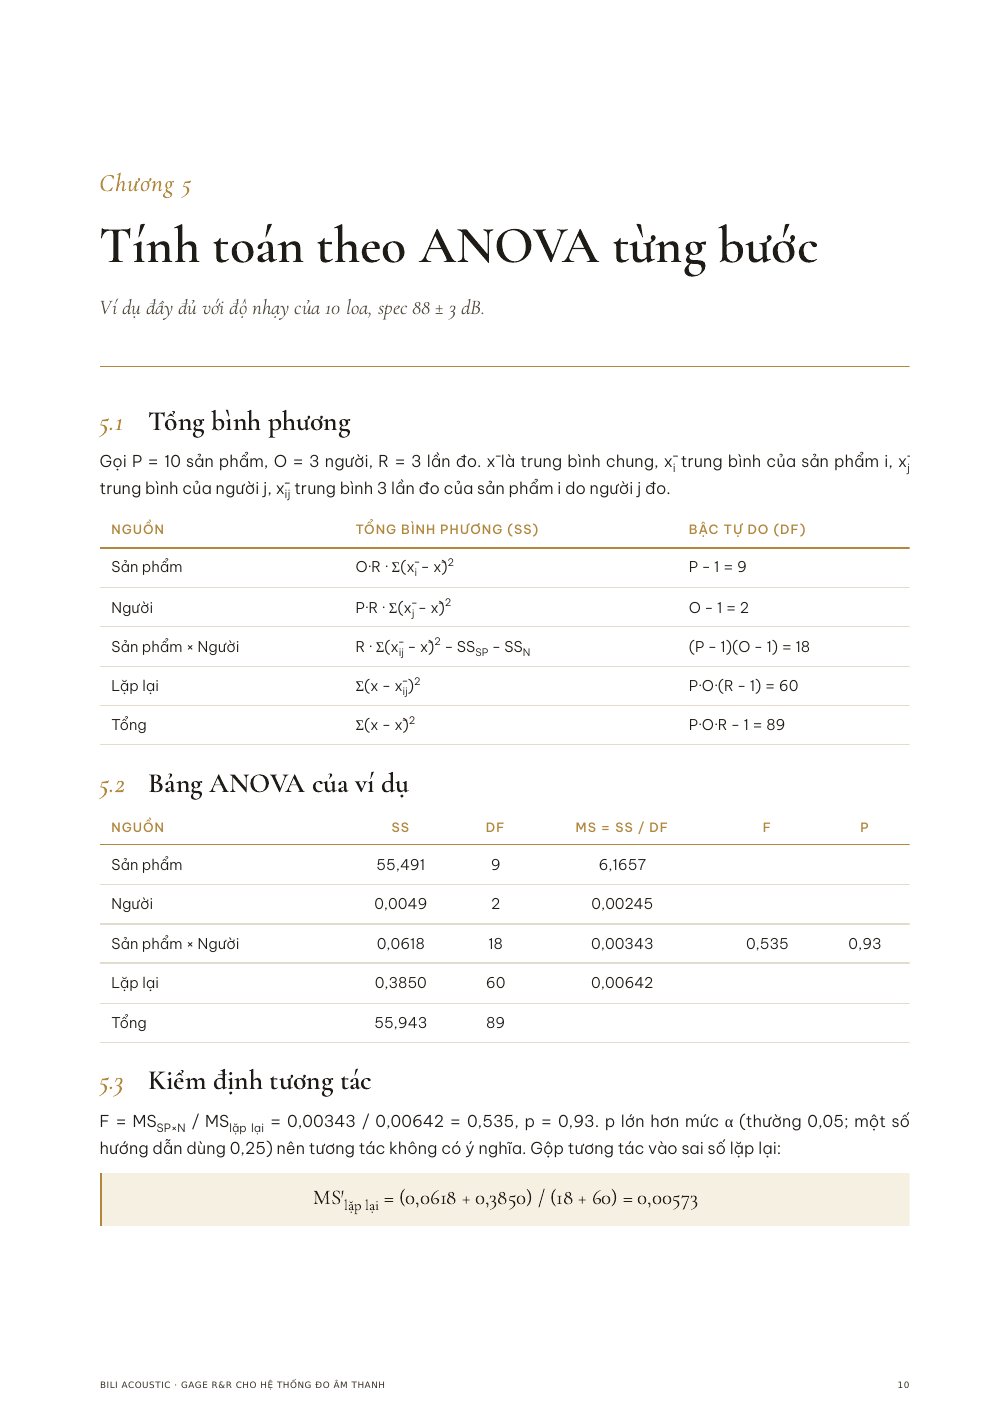 Chương 5
Tính toán theo ANOVA từng bước
Ví dụ đầy đủ với độ nhạy của 10 loa, spec 88 ± 3 dB.
5.1 Tổng bình phương
Gọi P = 10 sản phẩm, O = 3 người, R = 3 lần đo. x̄ là trung bình chung, x̄ᵢ trung bình của sản phẩm i, x̄ⱼ
trung bình của người j, x̄ᵢⱼ trung bình 3 lần đo của sản phẩm i do người j đo.
NGUỒN TỔNG BÌNH PHƯƠNG (SS) BẬC TỰ DO (DF)
Sản phẩm O·R · Σ(x̄ᵢ − x̄)² P − 1 = 9
Người P·R · Σ(x̄ⱼ − x̄)² O − 1 = 2
Sản phẩm × Người R · Σ(x̄ᵢⱼ − x̄)² − SS_SP − SS_N (P − 1)(O − 1) = 18
Lặp lại Σ(x − x̄ᵢⱼ)² P·O·(R − 1) = 60
Tổng Σ(x − x̄)² P·O·R − 1 = 89
5.2 Bảng ANOVA của ví dụ
NGUỒN SS DF MS = SS / DF F P
Sản phẩm 55,491 9 6,1657
Người 0,0049 2 0,00245
Sản phẩm × Người 0,0618 18 0,00343 0,535 0,93
Lặp lại 0,3850 60 0,00642
Tổng 55,943 89
5.3 Kiểm định tương tác
F = MS_SP×N / MS_lặp lại = 0,00343 / 0,00642 = 0,535, p = 0,93. p lớn hơn mức α (thường 0,05; một số
hướng dẫn dùng 0,25) nên tương tác không có ý nghĩa. Gộp tương tác vào sai số lặp lại:
MS′_lặp lại = (0,0618 + 0,3850) / (18 + 60) = 0,00573
BILI ACOUSTIC · GAGE R&R CHO HỆ THỐNG ĐO ÂM THANH 10